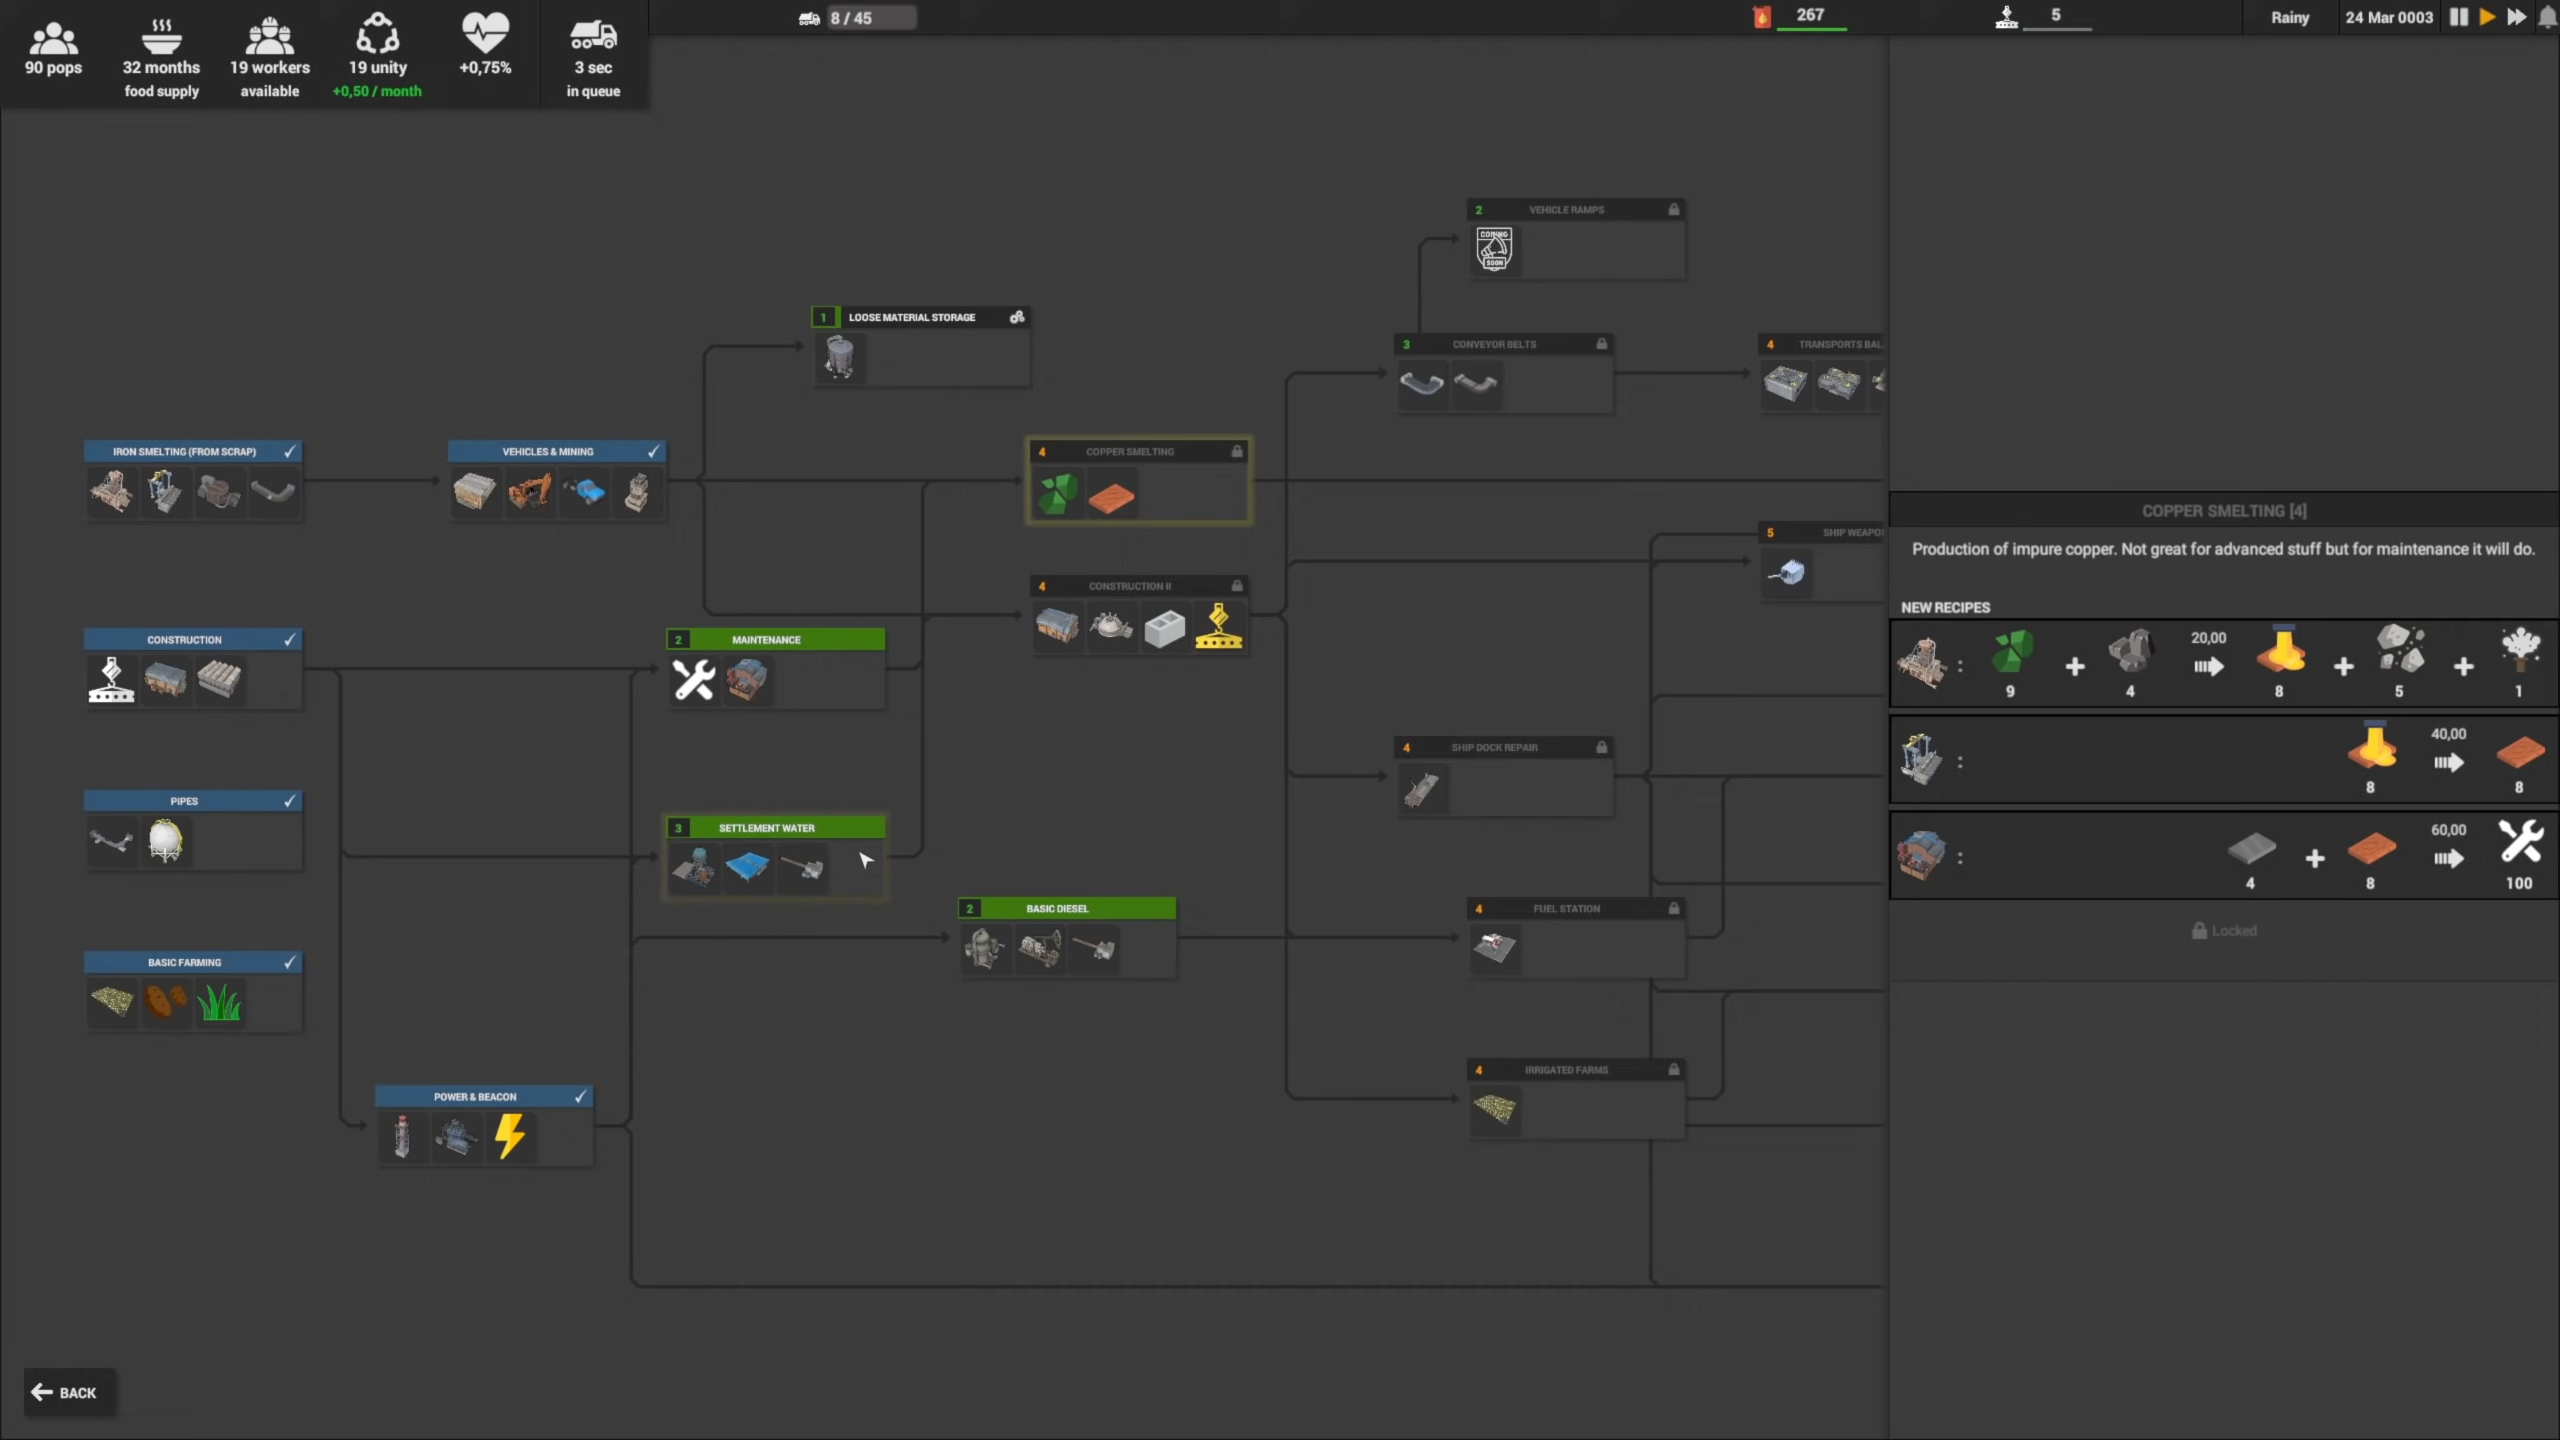 90 pops
32 months
food supply
19 workers
available
19 unity
+0,50 / month
+0,75%
3 sec
in queue
8 / 45
267
5
Rainy
24 Mar 0003
2 VEHICLE RAMPS
COMING
SOON
1 LOOSE MATERIAL STORAGE
3 CONVEYOR BELTS
4 TRANSPORTS BAL
IRON SMELTING (FROM SCRAP)
VEHICLES & MINING
4 COPPER SMELTING
5 SHIP WEAPO
4 CONSTRUCTION II
CONSTRUCTION
2 MAINTENANCE
4 SHIP DOCK REPAIR
PIPES
3 SETTLEMENT WATER
2 BASIC DIESEL
4 FUEL STATION
BASIC FARMING
4 IRRIGATED FARMS
POWER & BEACON
COPPER SMELTING [4]
Production of impure copper. Not great for advanced stuff but for maintenance it will do.
NEW RECIPES
: 9 + 4 20,00 8 + 5 + 1
: 8 40,00 8
: 4 + 8 60,00 100
Locked
BACK